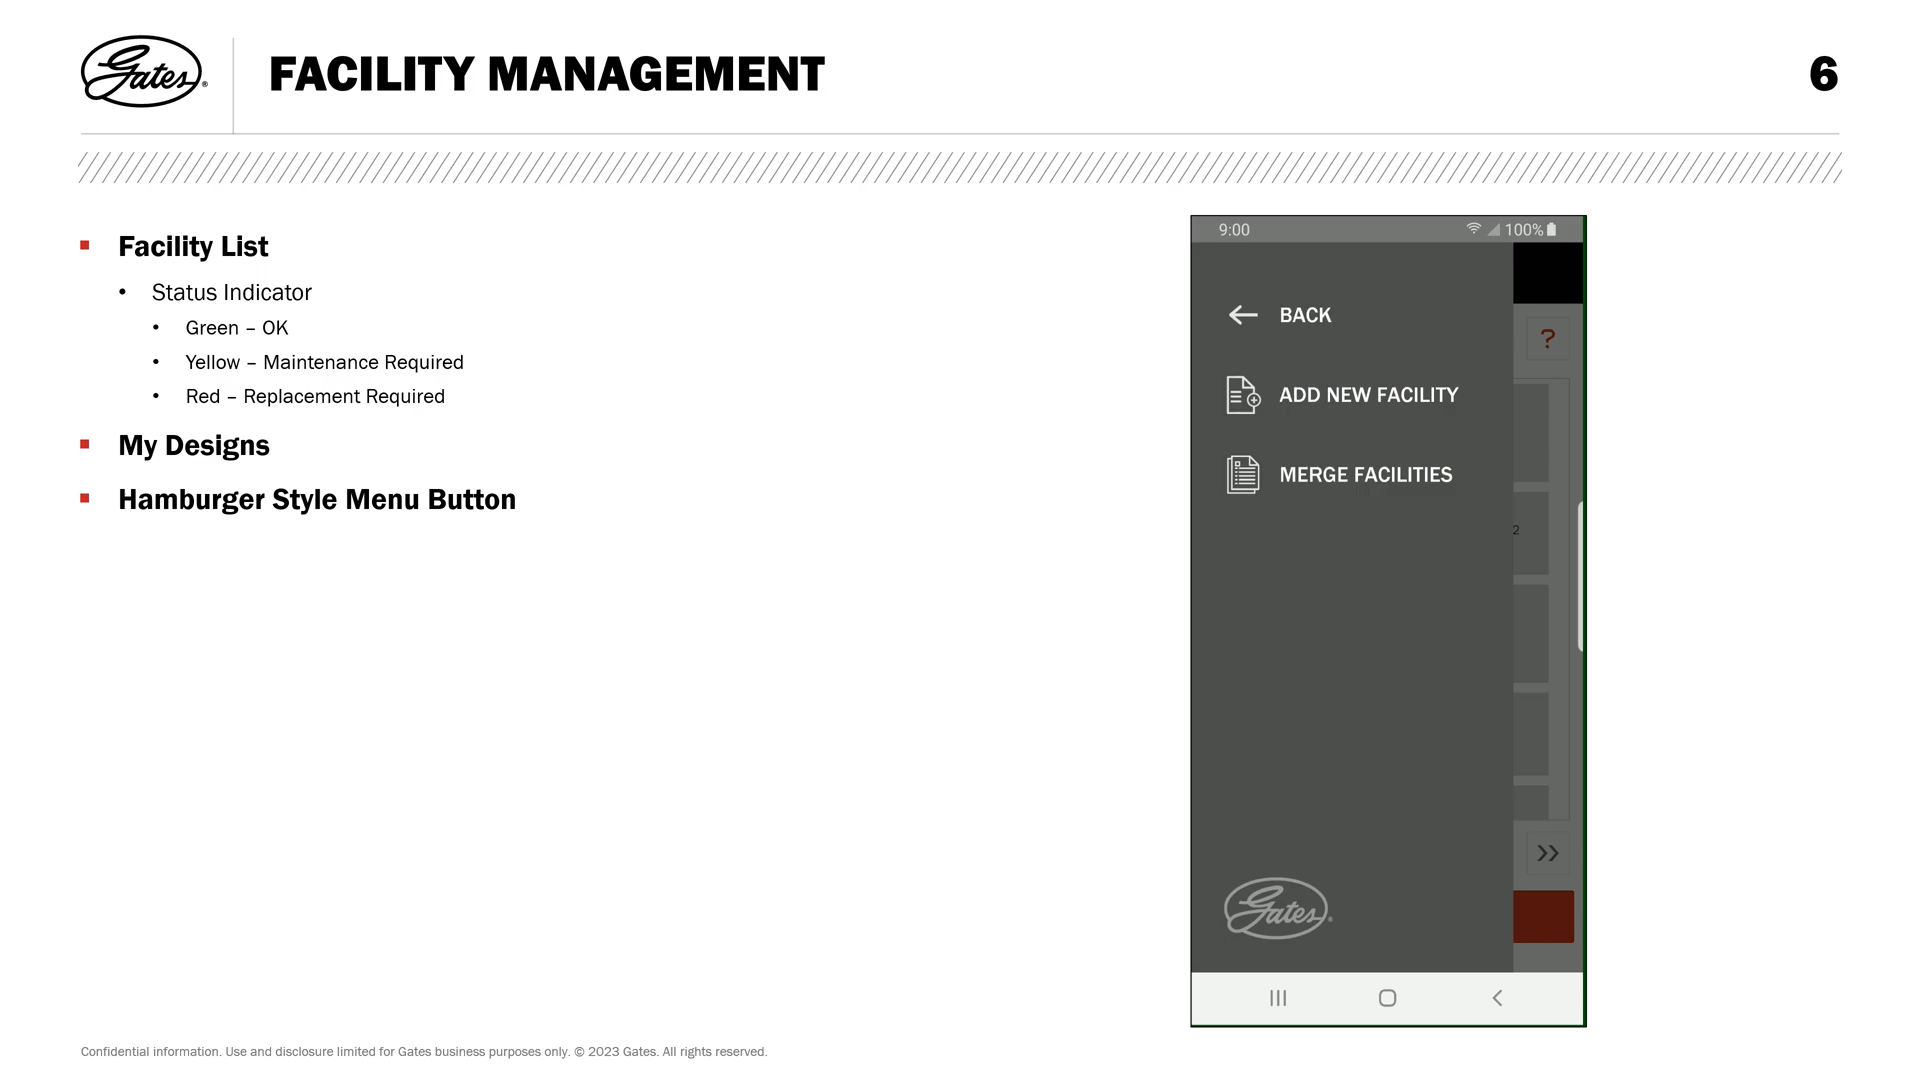 Gates®
FACILITY MANAGEMENT
6
Facility List
Status Indicator
Green – OK
Yellow – Maintenance Required
Red – Replacement Required
My Designs
Hamburger Style Menu Button
9:00
100%
BACK
?
ADD NEW FACILITY
MERGE FACILITIES
2
Gates®
Confidential information. Use and disclosure limited for Gates business purposes only. © 2023 Gates. All rights reserved.